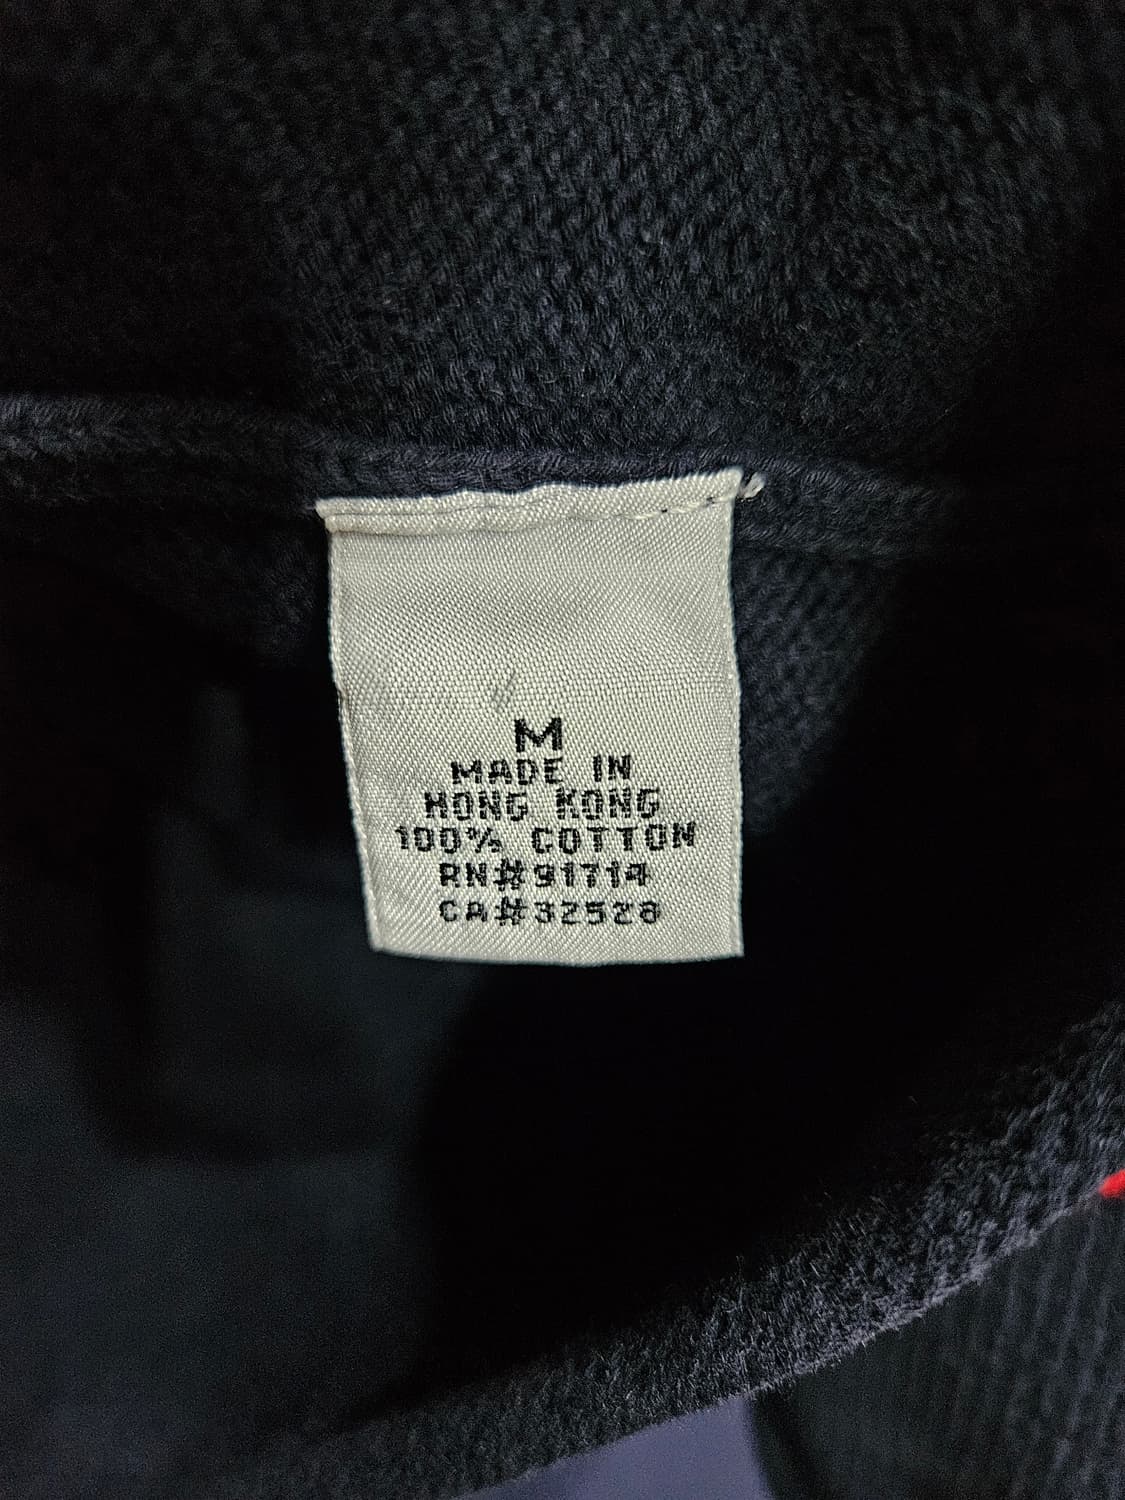 M
MADE IN
HONG KONG
100% COTTON
RN#91714
CA#32528